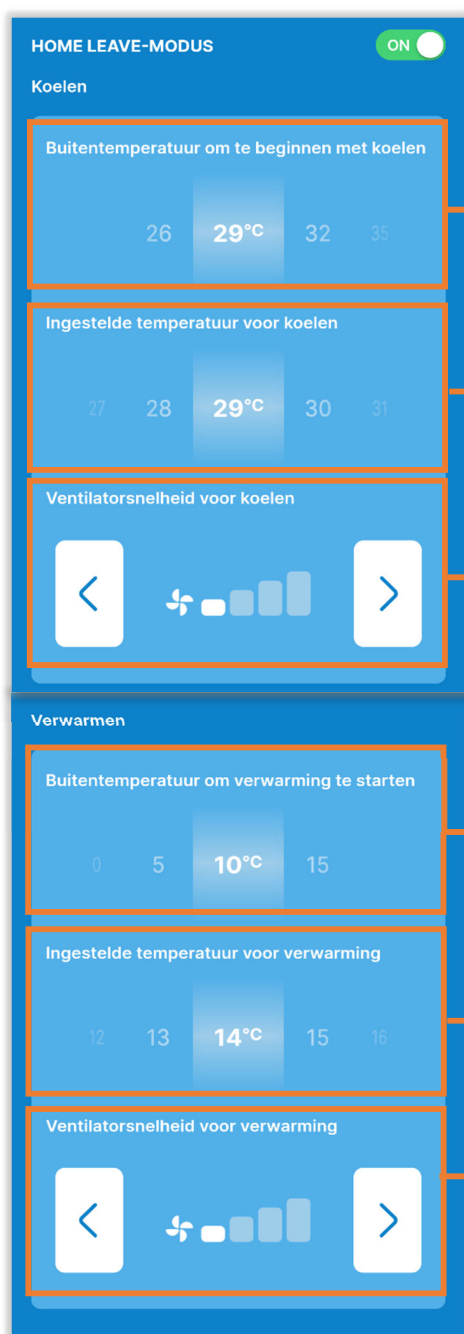 HOME LEAVE-MODUS ON
Koelen
Buitentemperatuur om te beginnen met koelen
26 29°C 32 35
Ingestelde temperatuur voor koelen
27 28 29°C 30 31
Ventilatorsnelheid voor koelen
Verwarmen
Buitentemperatuur om verwarming te starten
0 5 10°C 15
Ingestelde temperatuur voor verwarming
12 13 14°C 15 16
Ventilatorsnelheid voor verwarming